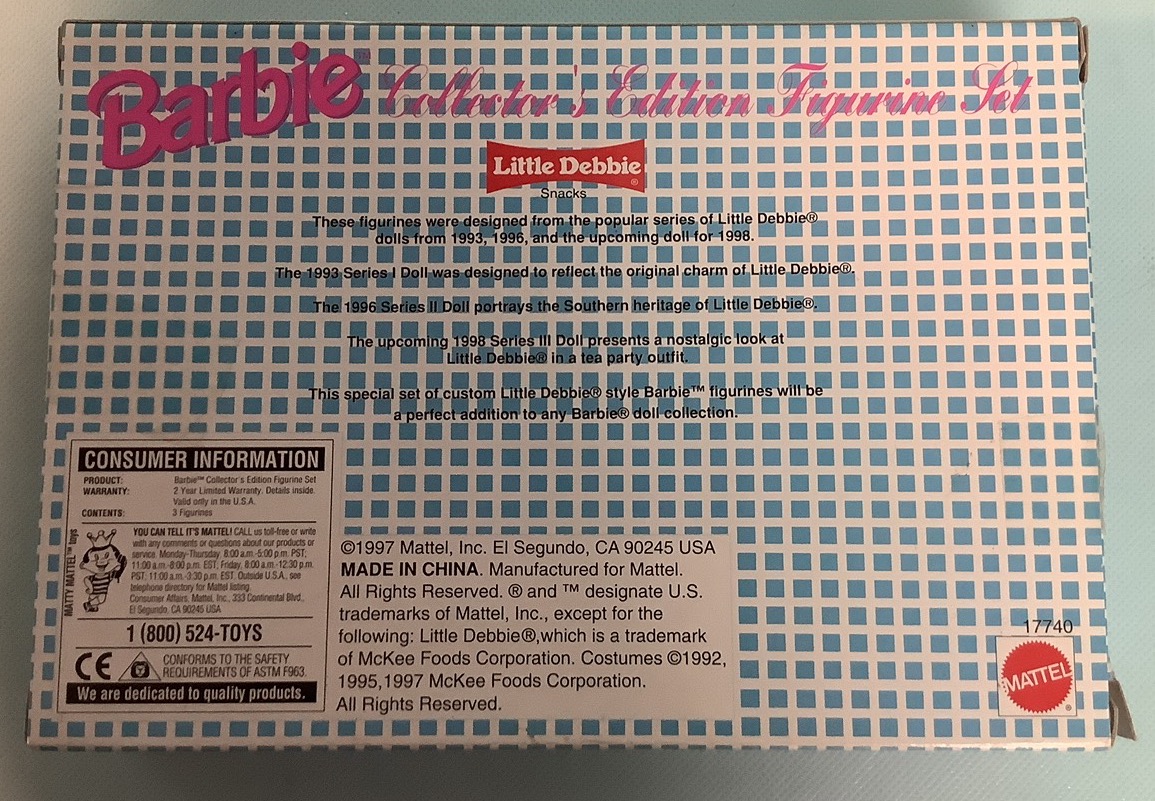 Barbie™ Collector's Edition Figurine Set
Little Debbie®
Snacks
These figurines were designed from the popular series of Little Debbie®
dolls from 1993, 1996, and the upcoming doll for 1998.
The 1993 Series I Doll was designed to reflect the original charm of Little Debbie®.
The 1996 Series II Doll portrays the Southern heritage of Little Debbie®.
The upcoming 1998 Series III Doll presents a nostalgic look at
Little Debbie® in a tea party outfit.
This special set of custom Little Debbie® style Barbie™ figurines will be
a perfect addition to any Barbie® doll collection.
CONSUMER INFORMATION
PRODUCT: Barbie™ Collector's Edition Figurine Set
WARRANTY: 2 Year Limited Warranty. Details inside.
Valid only in the U.S.A.
CONTENTS: 3 Figurines
MATTY MATTEL™ Toys
YOU CAN TELL IT'S MATTEL! CALL us toll-free or write
with any comments or questions about our products or
service. Monday-Thursday, 8:00 a.m.-5:00 p.m. PST;
11:00 a.m.-8:00 p.m. EST; Friday, 8:00 a.m.-12:30 p.m.
PST; 11:00 a.m.-3:30 p.m. EST. Outside U.S.A., see
telephone directory for Mattel listing.
Consumer Affairs, Mattel, Inc., 333 Continental Blvd.,
El Segundo, CA 90245 USA
1 (800) 524-TOYS
CE
CONFORMS TO THE SAFETY
REQUIREMENTS OF ASTM F963.
We are dedicated to quality products.
©1997 Mattel, Inc. El Segundo, CA 90245 USA
MADE IN CHINA. Manufactured for Mattel.
All Rights Reserved. ® and ™ designate U.S.
trademarks of Mattel, Inc., except for the
following: Little Debbie®,which is a trademark
of McKee Foods Corporation. Costumes ©1992,
1995,1997 McKee Foods Corporation.
All Rights Reserved.
17740
MATTEL®